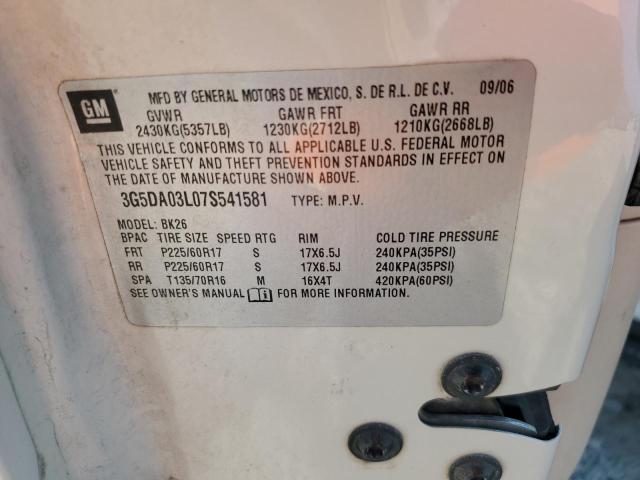 GM
MFD BY GENERAL MOTORS DE MEXICO, S. DE R.L. DE C.V. 09/06
GVWR GAWR FRT GAWR RR
2430KG(5357LB) 1230KG(2712LB) 1210KG(2668LB)
THIS VEHICLE CONFORMS TO ALL APPLICABLE U.S. FEDERAL MOTOR
VEHICLE SAFETY AND THEFT PREVENTION STANDARDS IN EFFECT ON
THE DATE OF MANUFACTURE SHOWN ABOVE.
3G5DA03L07S541581 TYPE: M.P.V.
MODEL: BK26
BPAC TIRE SIZE SPEED RTG RIM COLD TIRE PRESSURE
FRT P225/60R17 S 17X6.5J 240KPA(35PSI)
RR P225/60R17 S 17X6.5J 240KPA(35PSI)
SPA T135/70R16 M 16X4T 420KPA(60PSI)
SEE OWNER'S MANUAL FOR MORE INFORMATION.